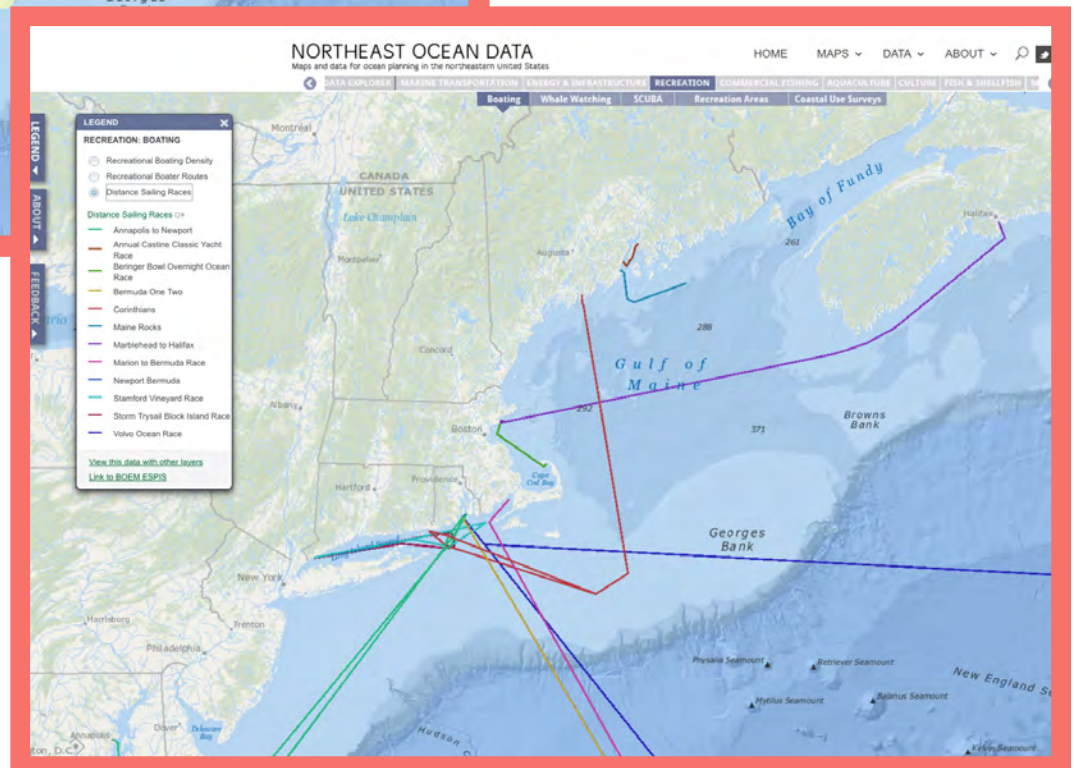 NORTHEAST OCEAN DATA
Maps and data for ocean planning in the northeastern United States
HOME MAPS DATA ABOUT
DATA EXPLORER MARINE TRANSPORTATION ENERGY & INFRASTRUCTURE RECREATION COMMERCIAL FISHING AQUACULTURE CULTURE FISH & SHELLFISH
Boating Whale Watching SCUBA Recreation Areas Coastal Use Surveys
LEGEND
ABOUT
FEEDBACK
LEGEND
RECREATION: BOATING
Recreational Boating Density
Recreational Boater Routes
Distance Sailing Races
Distance Sailing Races
Annapolis to Newport
Annual Castine Classic Yacht
Race
Beringer Bowl Overnight Ocean
Race
Bermuda One Two
Corinthians
Maine Rocks
Marblehead to Halifax
Marion to Bermuda Race
Newport Bermuda
Stamford Vineyard Race
Storm Trysail Block Island Race
Volvo Ocean Race
View this data with other layers
Link to BOEM ESPIS
Montréal
CANADA
UNITED STATES
Lake Champlain
Montpelier
Augusta
Bay of Fundy
261
Halifax
288
Gulf of
Maine
Concord
292
371
Browns
Bank
Albany
Boston
Cape
Cod Bay
Hartford
Providence
Georges
Bank
Long Island Sound
New York
Harrisburg
Trenton
Philadelphia
Physalia Seamount
Retriever Seamount
Mytilus Seamount
Balanus Seamount
New England
Kelvin Seamount
Dover
Delaware
Bay
Annapolis
Hudson